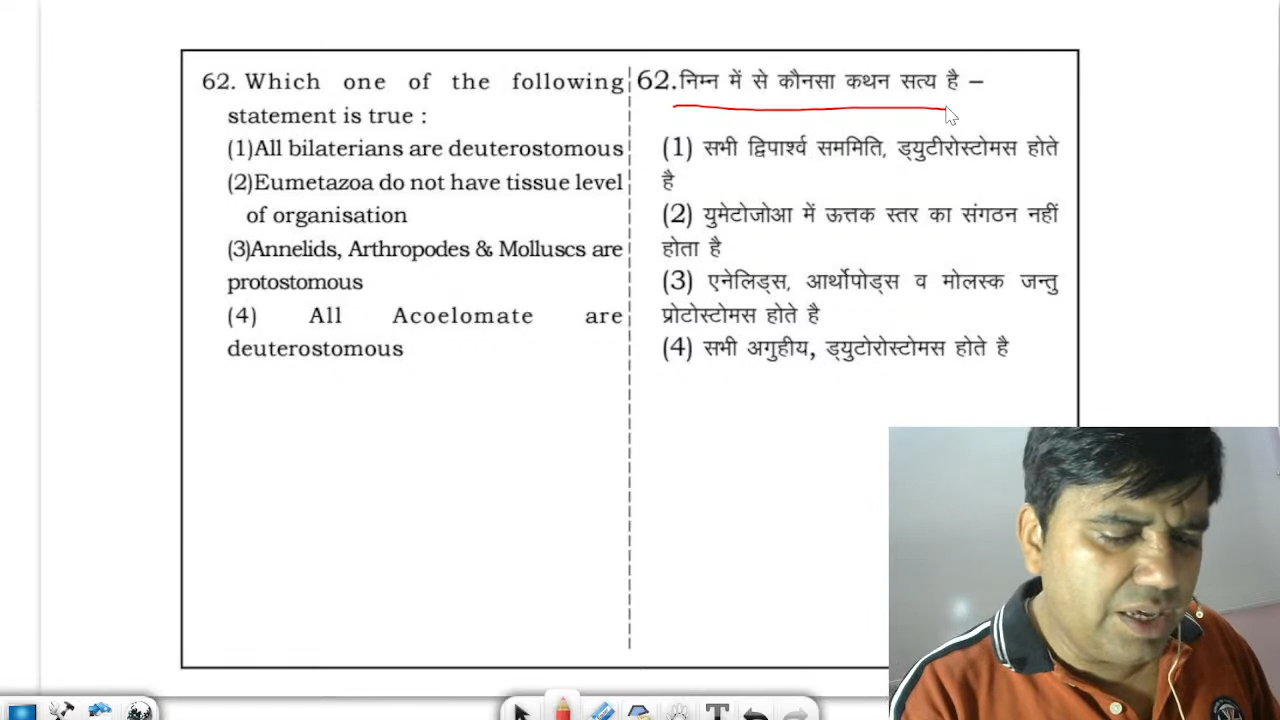 62. Which one of the following
statement is true :
(1)All bilaterians are deuterostomous
(2)Eumetazoa do not have tissue level
of organisation
(3)Annelids, Arthropodes & Molluscs are
protostomous
(4) All Acoelomate are
deuterostomous
62.निम्न में से कौनसा कथन सत्य है –
(1) सभी द्विपार्श्व सममिति, ड्युटीरोस्टोमस होते
है
(2) युमेटोजोआ में ऊत्तक स्तर का संगठन नहीं
होता है
(3) एनेलिड्स, आर्थोपोड्स व मोलस्क जन्तु
प्रोटोस्टोमस होते है
(4) सभी अगुहीय, ड्युटोरोस्टोमस होते है